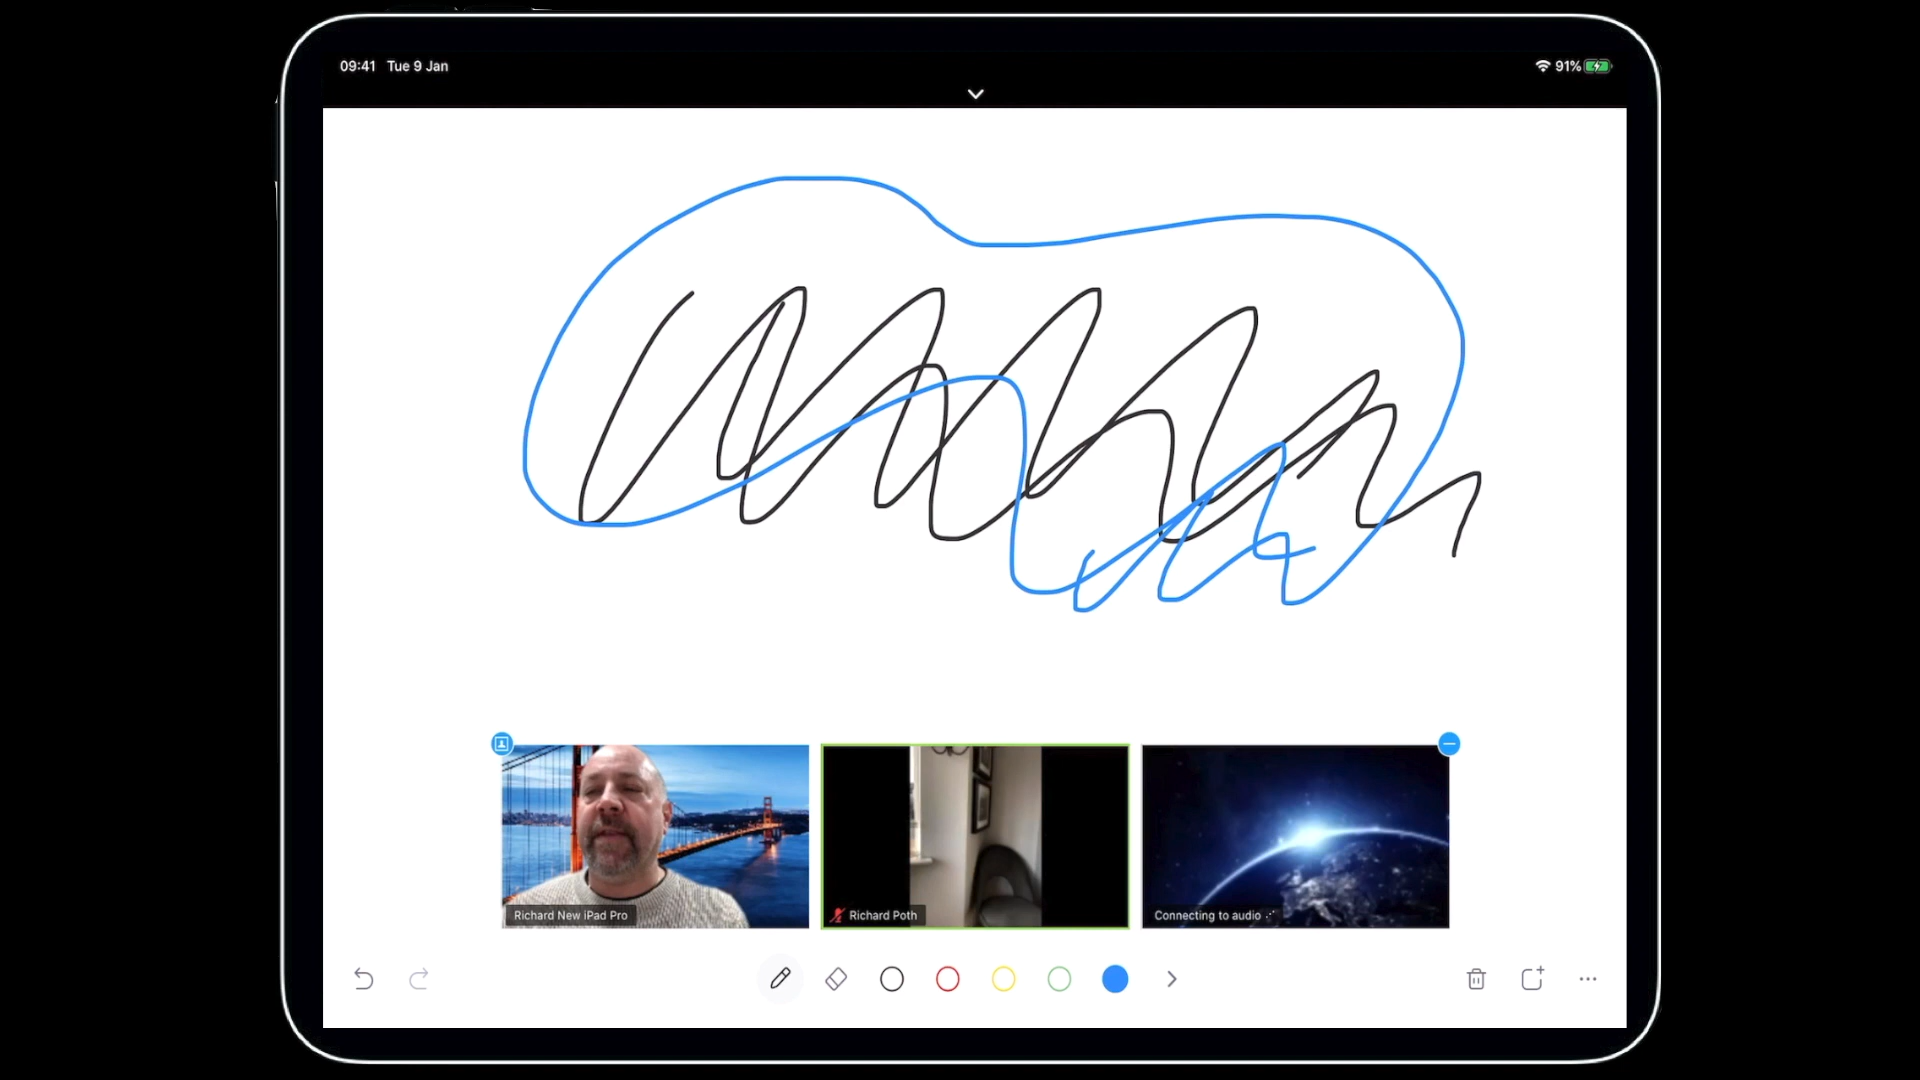 09:41 Tue 9 Jan
91%
Richard New iPad Pro
Richard Poth
Connecting to audio